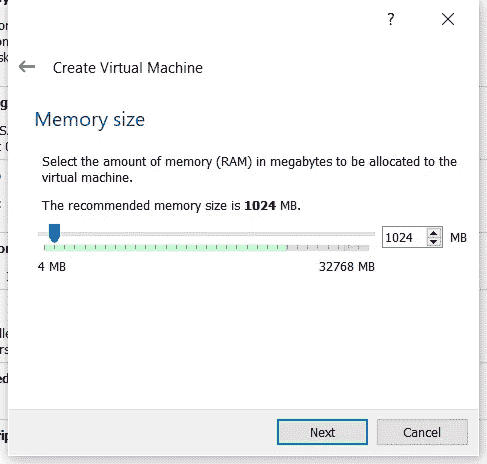 ?
Create Virtual Machine
Memory size
Select the amount of memory (RAM) in megabytes to be allocated to the
virtual machine.
The recommended memory size is 1024 MB.
1024 MB
4 MB 32768 MB
Next Cancel